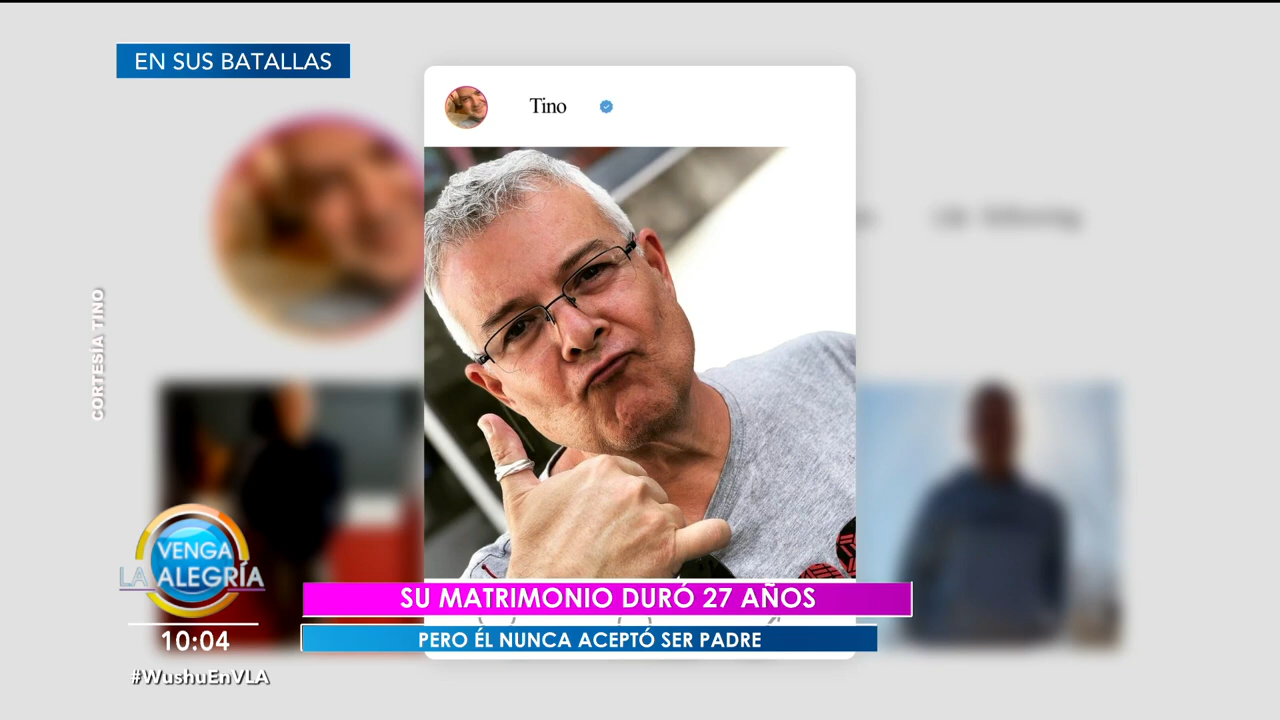 EN SUS BATALLAS
Tino
following
CORTESÍA TINO
VENGA
LA ALEGRÍA
SU MATRIMONIO DURÓ 27 AÑOS
PERO ÉL NUNCA ACEPTÓ SER PADRE
10:04
#WushuEnVLA